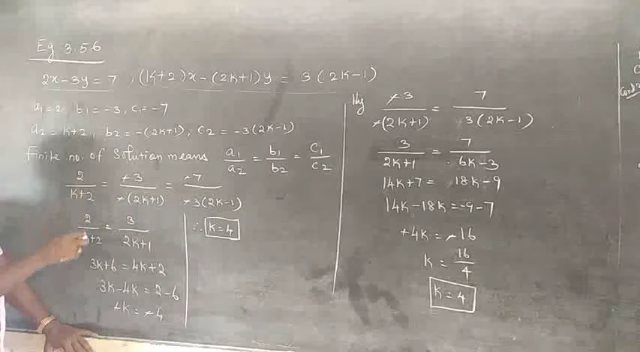 Eg 3.56
2x-3y=7, (k+2)x-(2k+1)y = 3(2k-1)
a₁=2, b₁=-3, c₁=-7
a₂=k+2, b₂=-(2k+1), c₂=-3(2k-1)
finite no. of solution means a₁/a₂ = b₁/b₂ = c₁/c₂
2/(k+2) = -3/-(2k+1) = -7/-3(2k-1)
2/k+2 = 3/2k+1
3k+6 = 4k+2
3k-4k = 2-6
-k = -4
∴ k=4
IIly -3/-(2k+1) = 7/3(2k-1)
3/2k+1 = 7/6k-3
14k+7 = 18k-9
14k-18k = -9-7
-4k = -16
k = 16/4
k=4